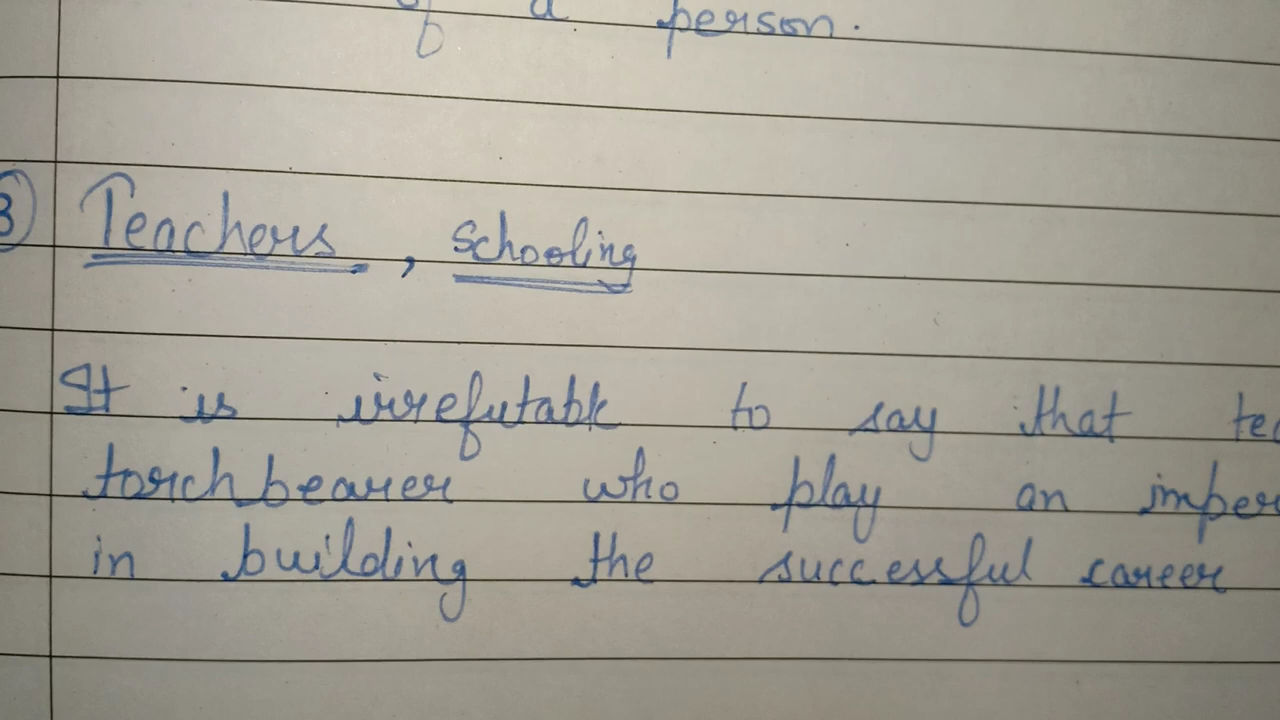 of a person.
3 Teachers, schooling
It is irrefutable to say that
torchbearer who play an
in building the successful career